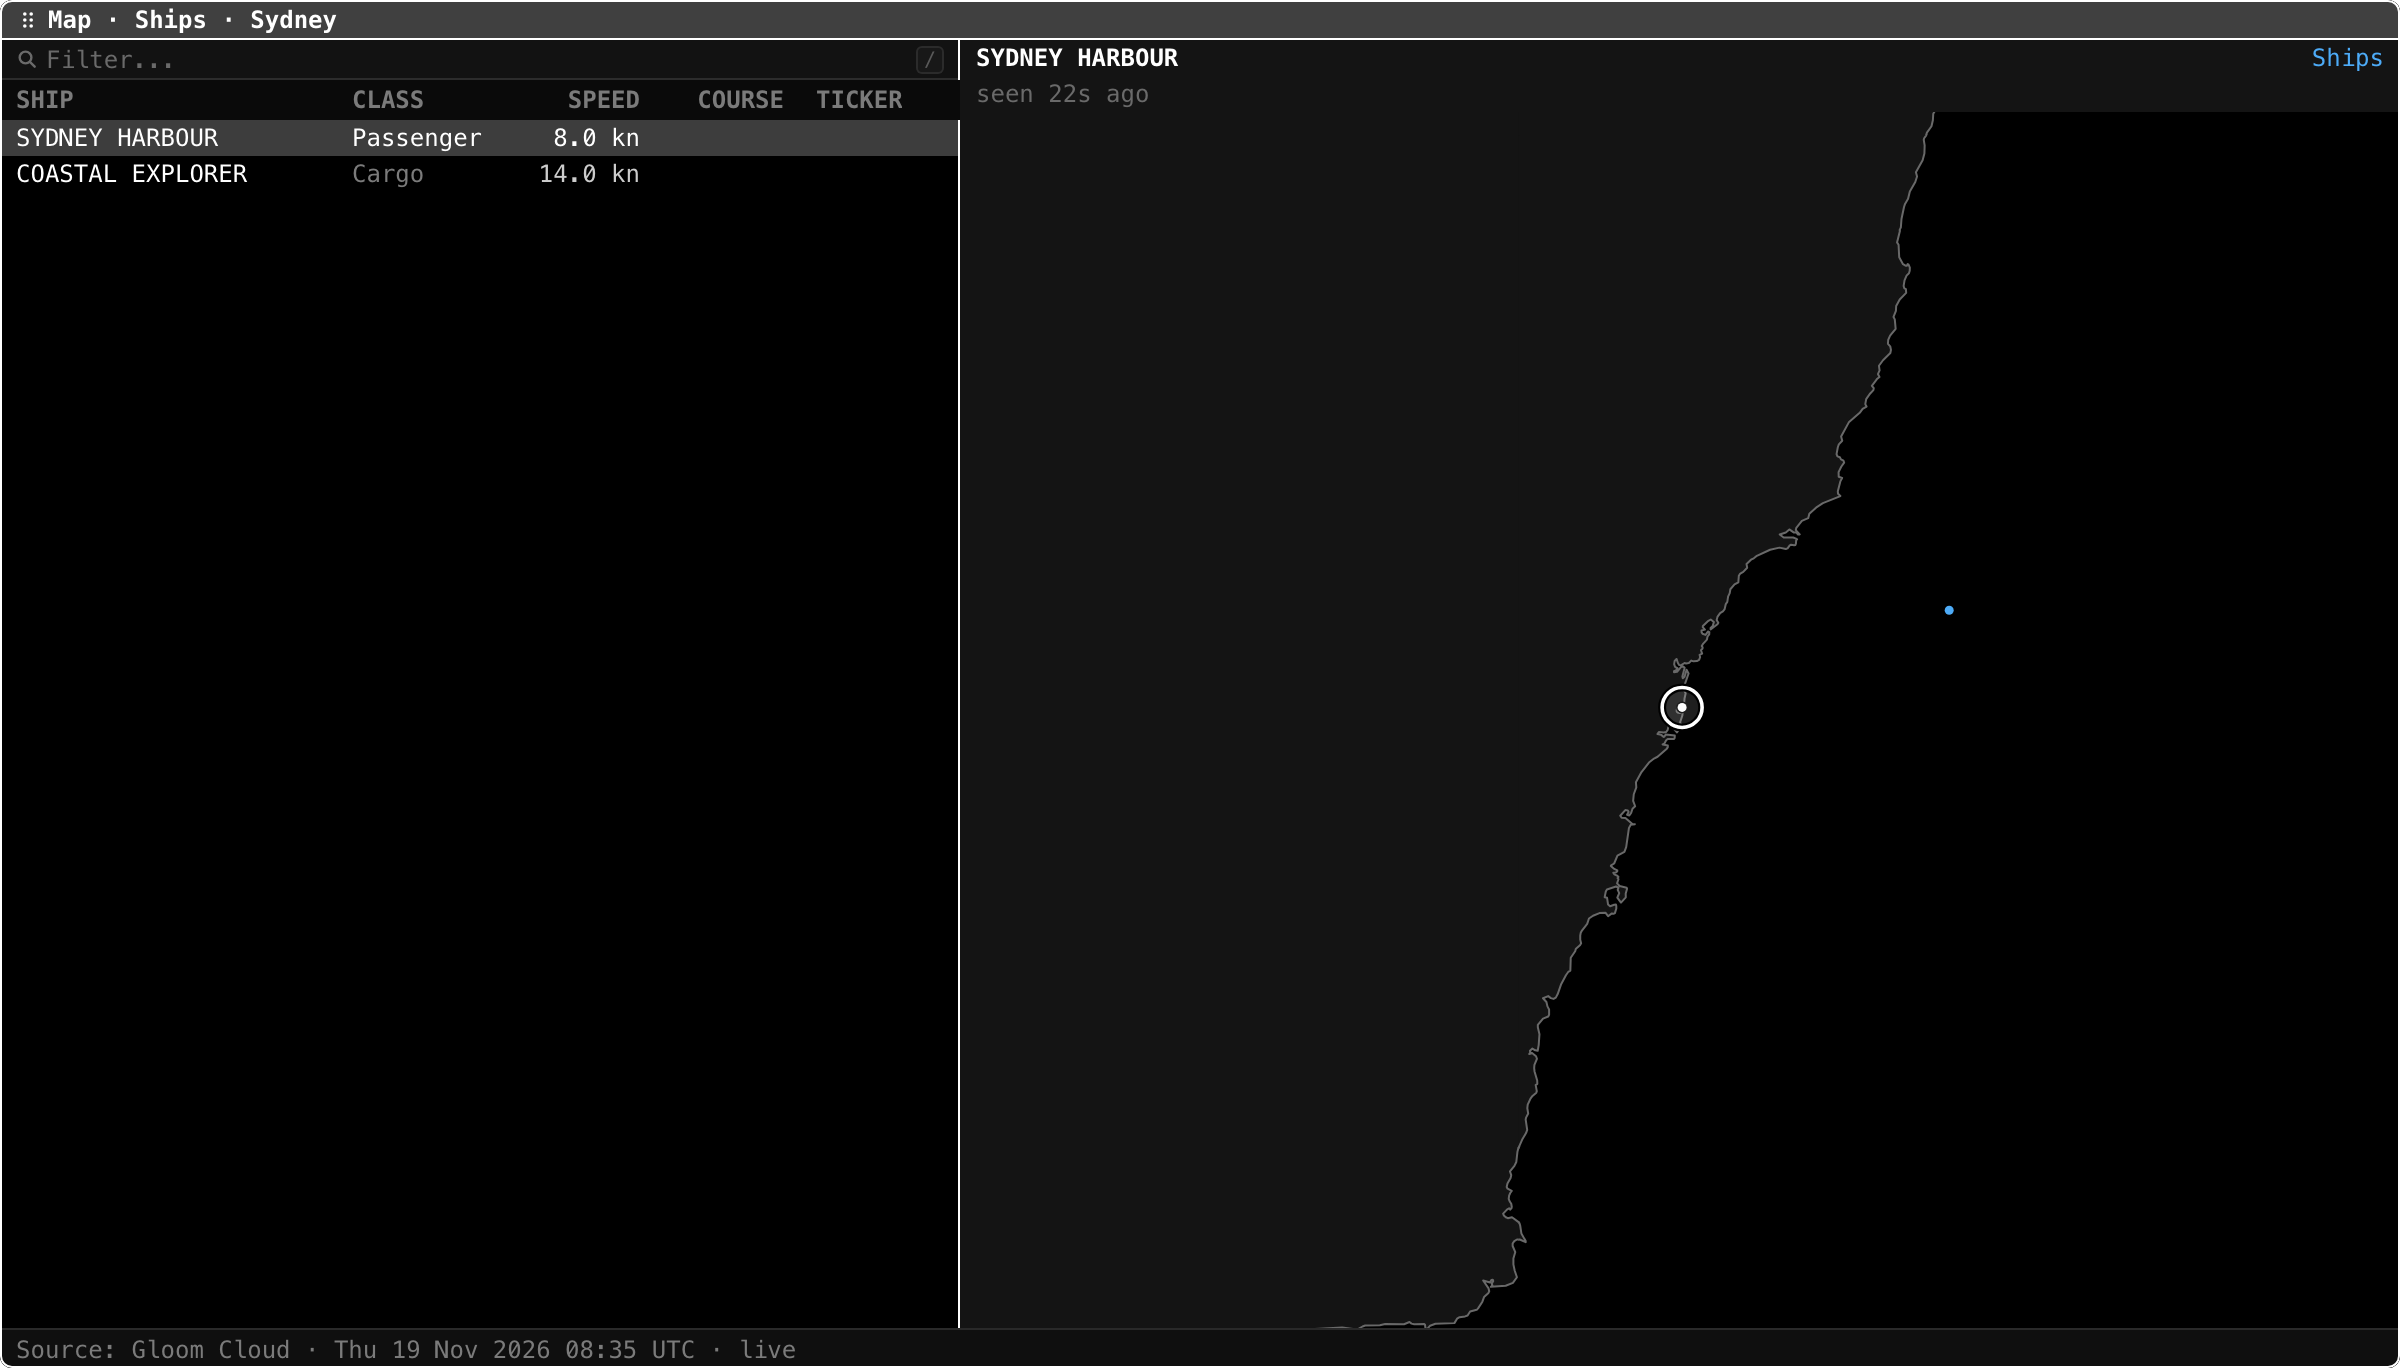 Map · Ships · Sydney
Filter... /
SHIP CLASS SPEED COURSE TICKER
SYDNEY HARBOUR Passenger 8.0 kn
COASTAL EXPLORER Cargo 14.0 kn
SYDNEY HARBOUR Ships
seen 22s ago
Source: Gloom Cloud · Thu 19 Nov 2026 08:35 UTC · live